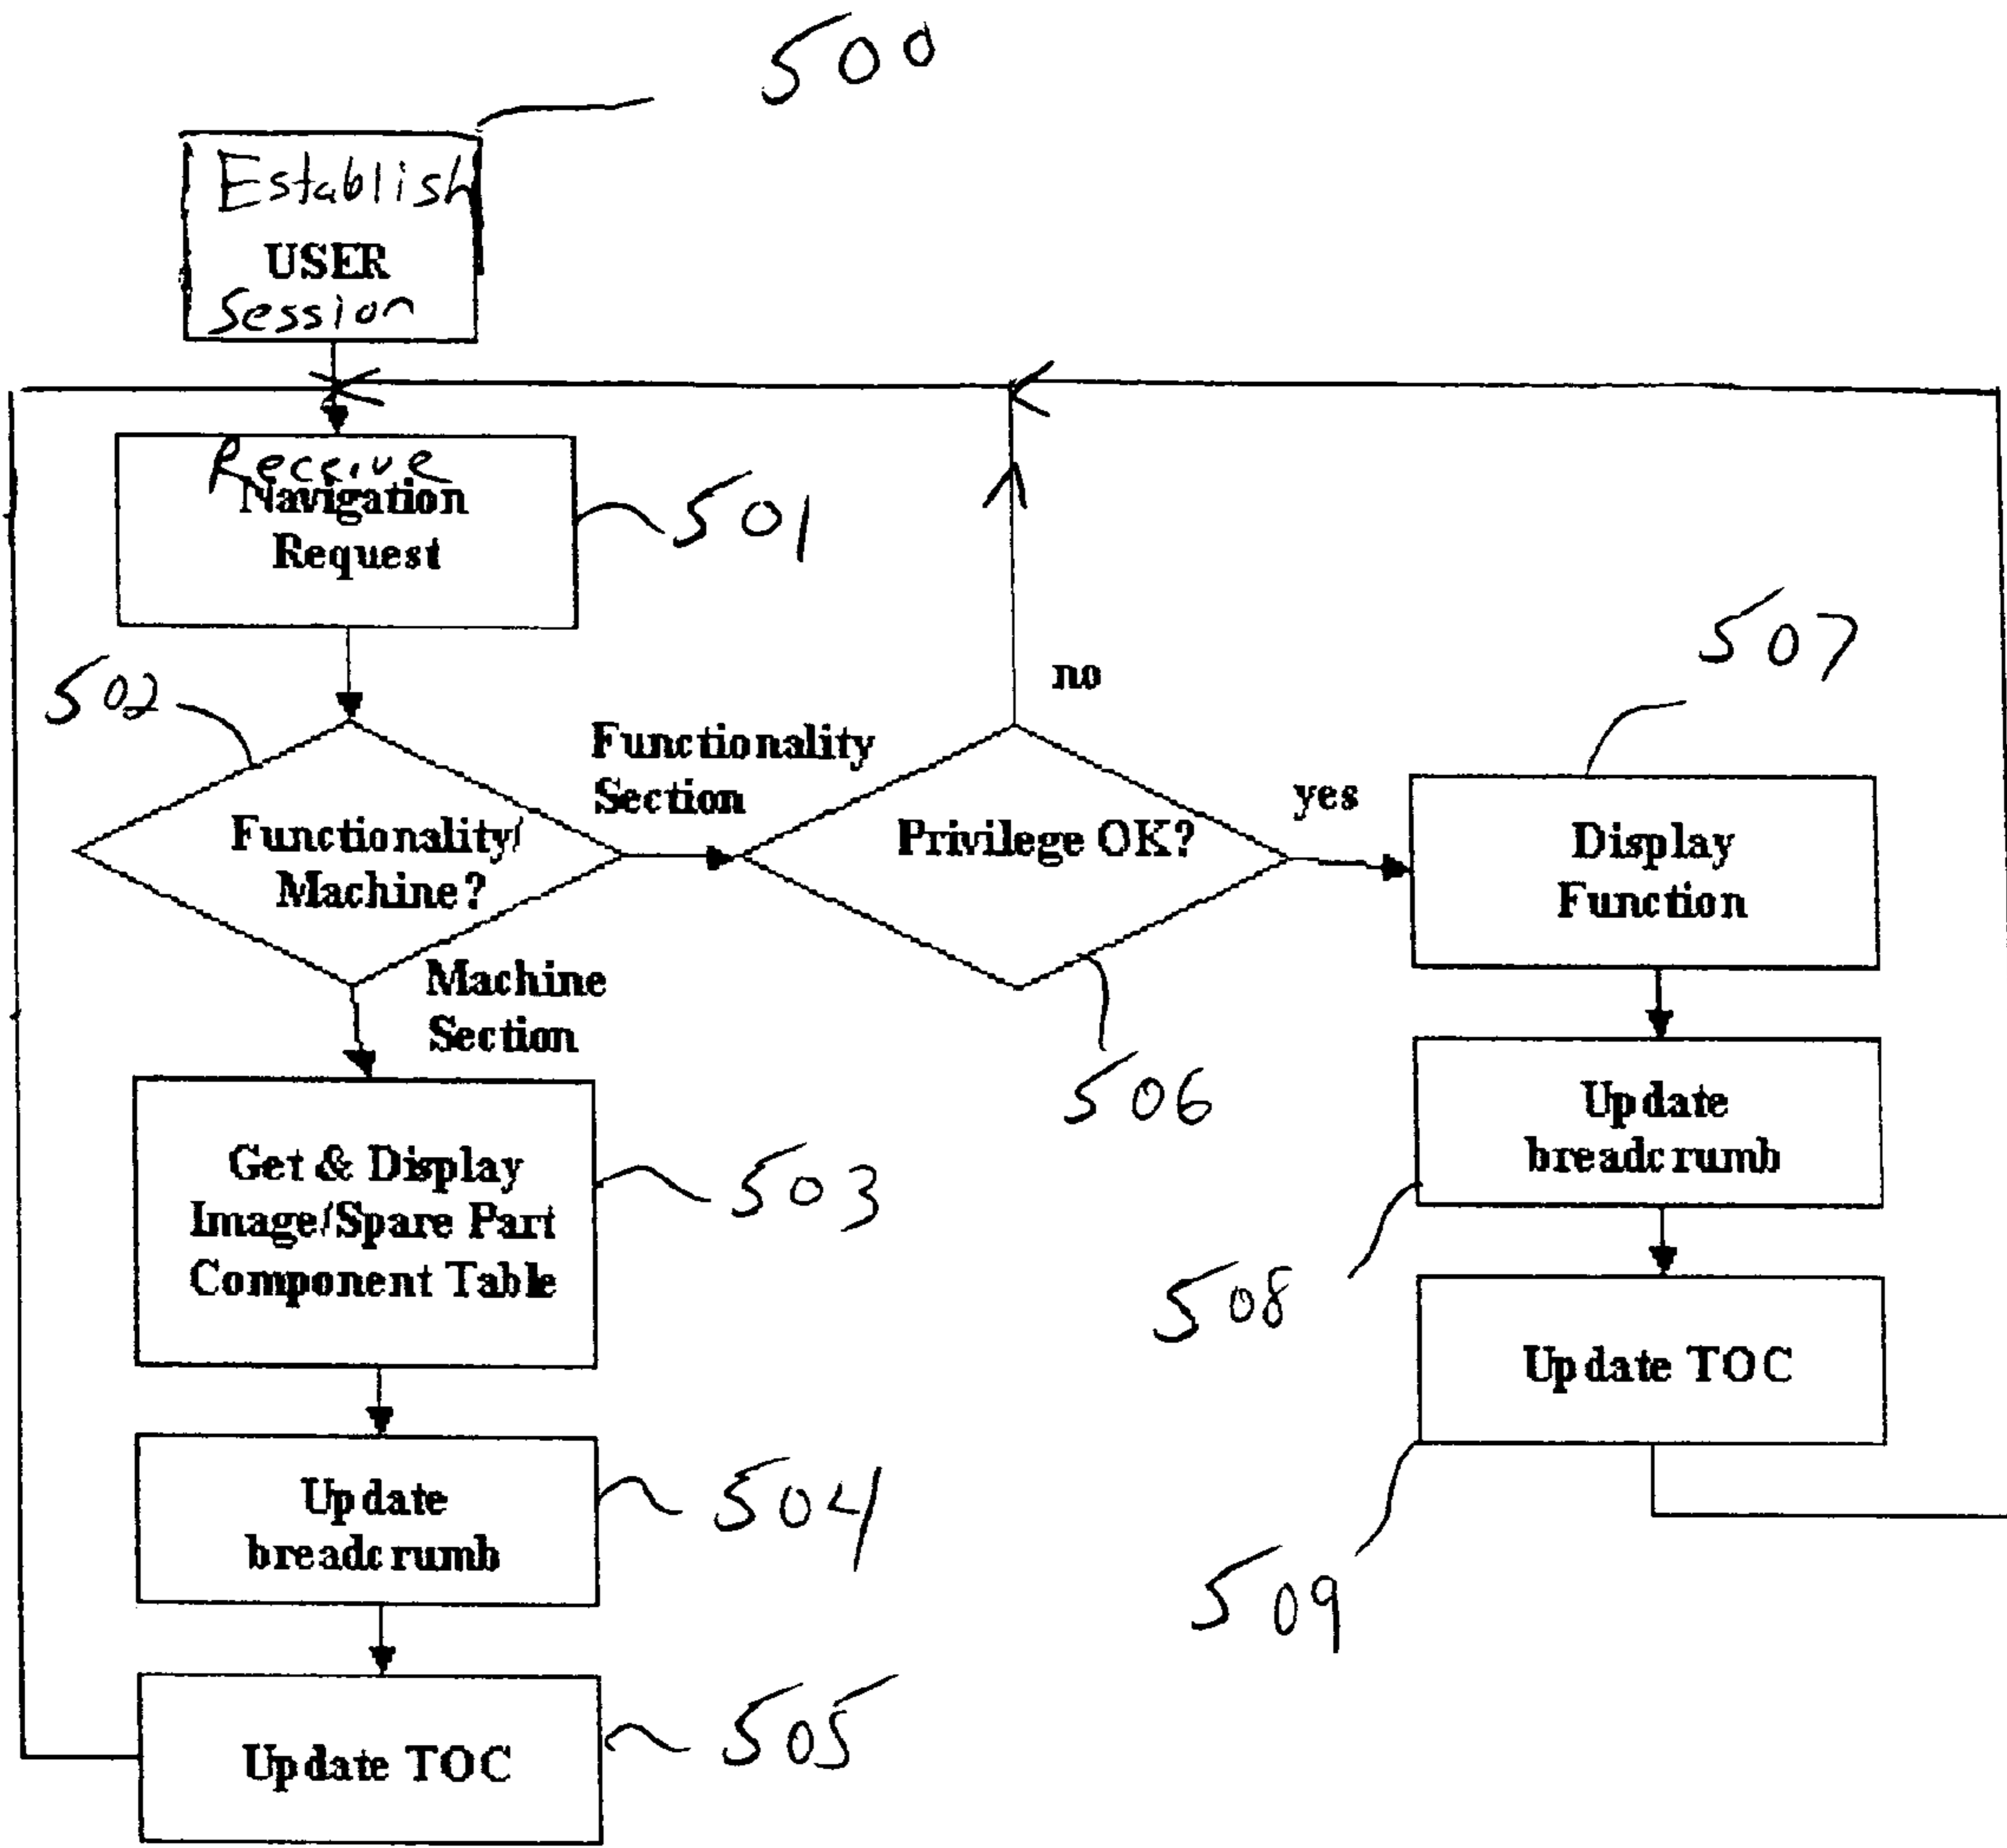 500
Establish
USER
Session
Receive
Navigation
Request
501
502
Functionality/
Machine?
Functionality
Section
no
Privilege OK?
yes
507
Display
Function
Machine
Section
506
Get & Display
Image/Spare Part
Component Table
503
Update
breadcrumb
508
Update TOC
509
Update
breadcrumb
504
Update TOC
505